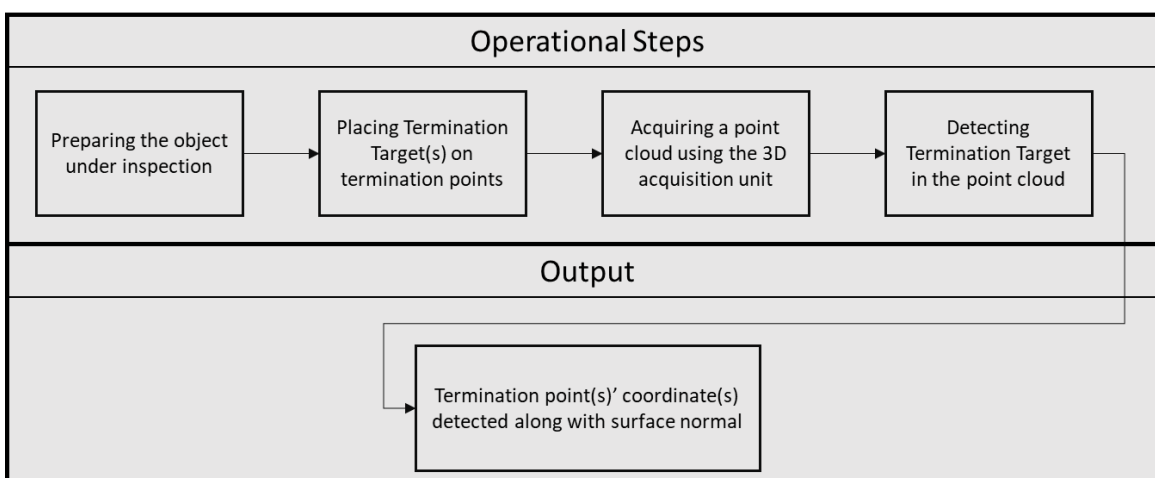 Operational Steps
Preparing the object
under inspection
Placing Termination
Target(s) on
termination points
Acquiring a point
cloud using the 3D
acquisition unit
Detecting
Termination Target
in the point cloud
Output
Termination point(s)’ coordinate(s)
detected along with surface normal